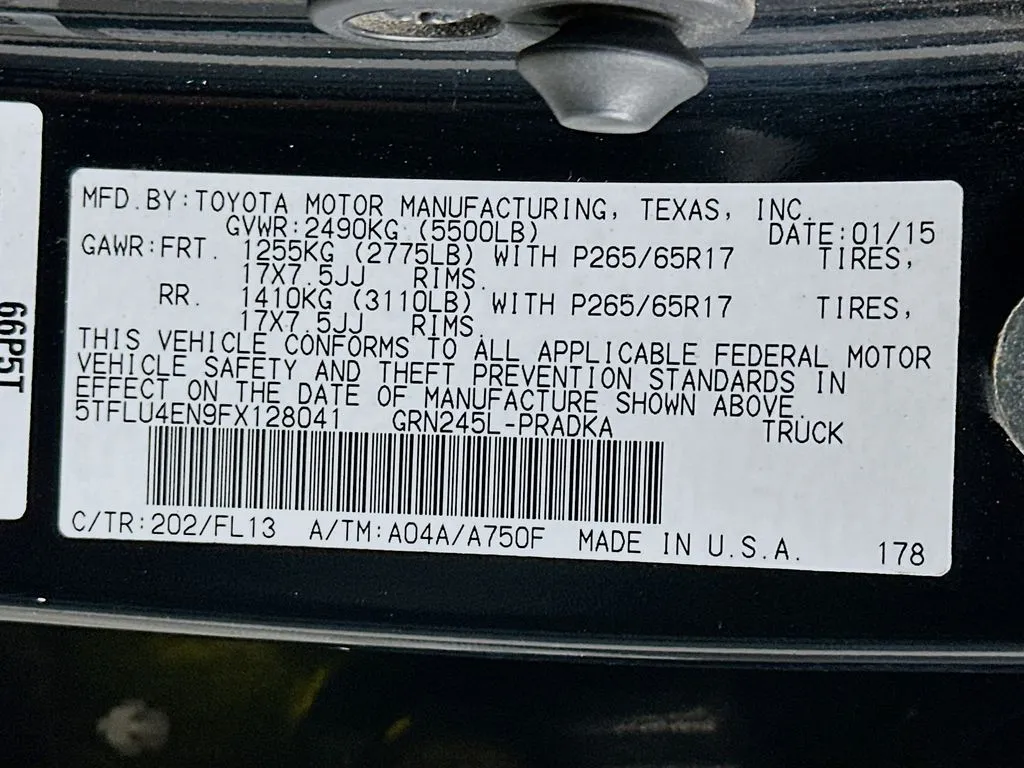 MFD.BY:TOYOTA MOTOR MANUFACTURING, TEXAS, INC.
GVWR:2490KG (5500LB) DATE:01/15
GAWR:FRT. 1255KG (2775LB) WITH P265/65R17 TIRES,
17X7.5JJ RIMS.
RR. 1410KG (3110LB) WITH P265/65R17 TIRES,
17X7.5JJ RIMS.
THIS VEHICLE CONFORMS TO ALL APPLICABLE FEDERAL MOTOR
VEHICLE SAFETY AND THEFT PREVENTION STANDARDS IN
EFFECT ON THE DATE OF MANUFACTURE SHOWN ABOVE.
5TFLU4EN9FX128041 GRN245L-PRADKA TRUCK
C/TR:202/FL13 A/TM:A04A/A750F MADE IN U.S.A. 178
66P5T